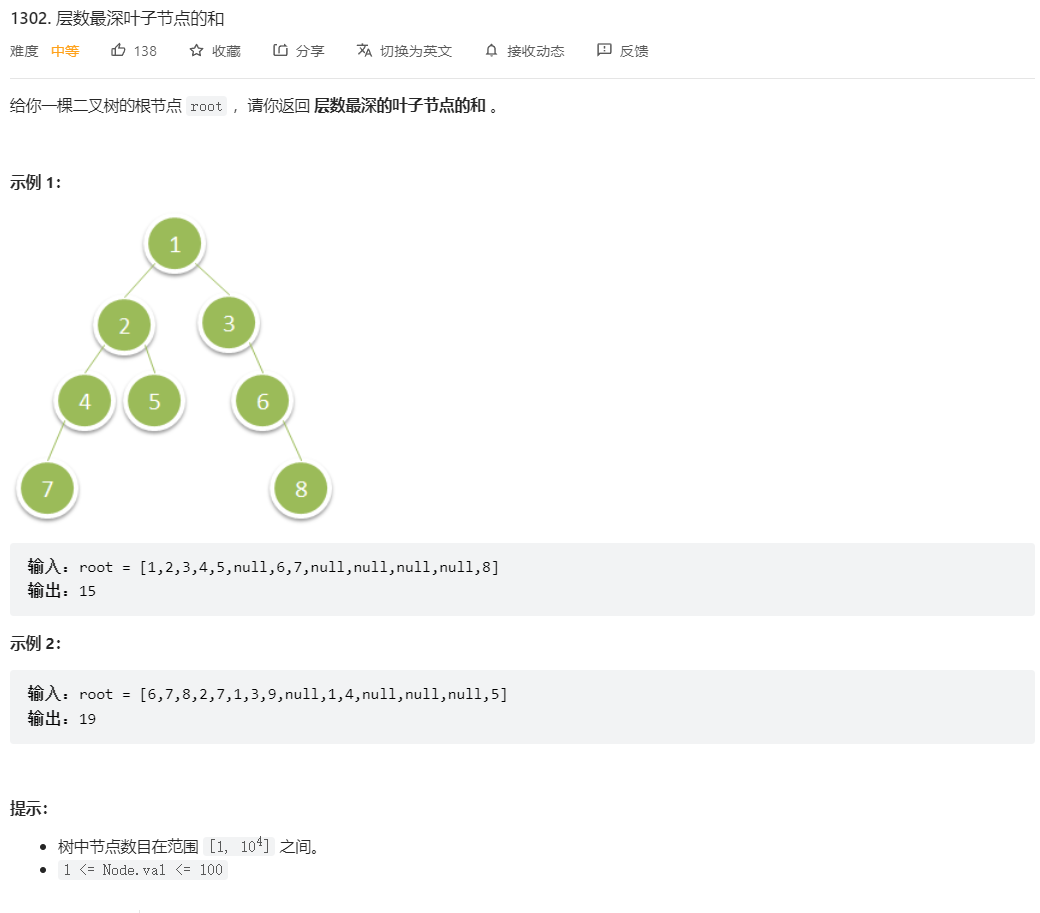 1302. 层数最深叶子节点的和
难度 中等 138 收藏 分享 切换为英文 接收动态 反馈
给你一棵二叉树的根节点 root ，请你返回 层数最深的叶子节点的和 。
示例 1：
1
2 3
4 5 6
7 8
输入：root = [1,2,3,4,5,null,6,7,null,null,null,null,8]
输出：15
示例 2：
输入：root = [6,7,8,2,7,1,3,9,null,1,4,null,null,null,5]
输出：19
提示：
树中节点数目在范围 [1, 10⁴] 之间。
1 <= Node.val <= 100